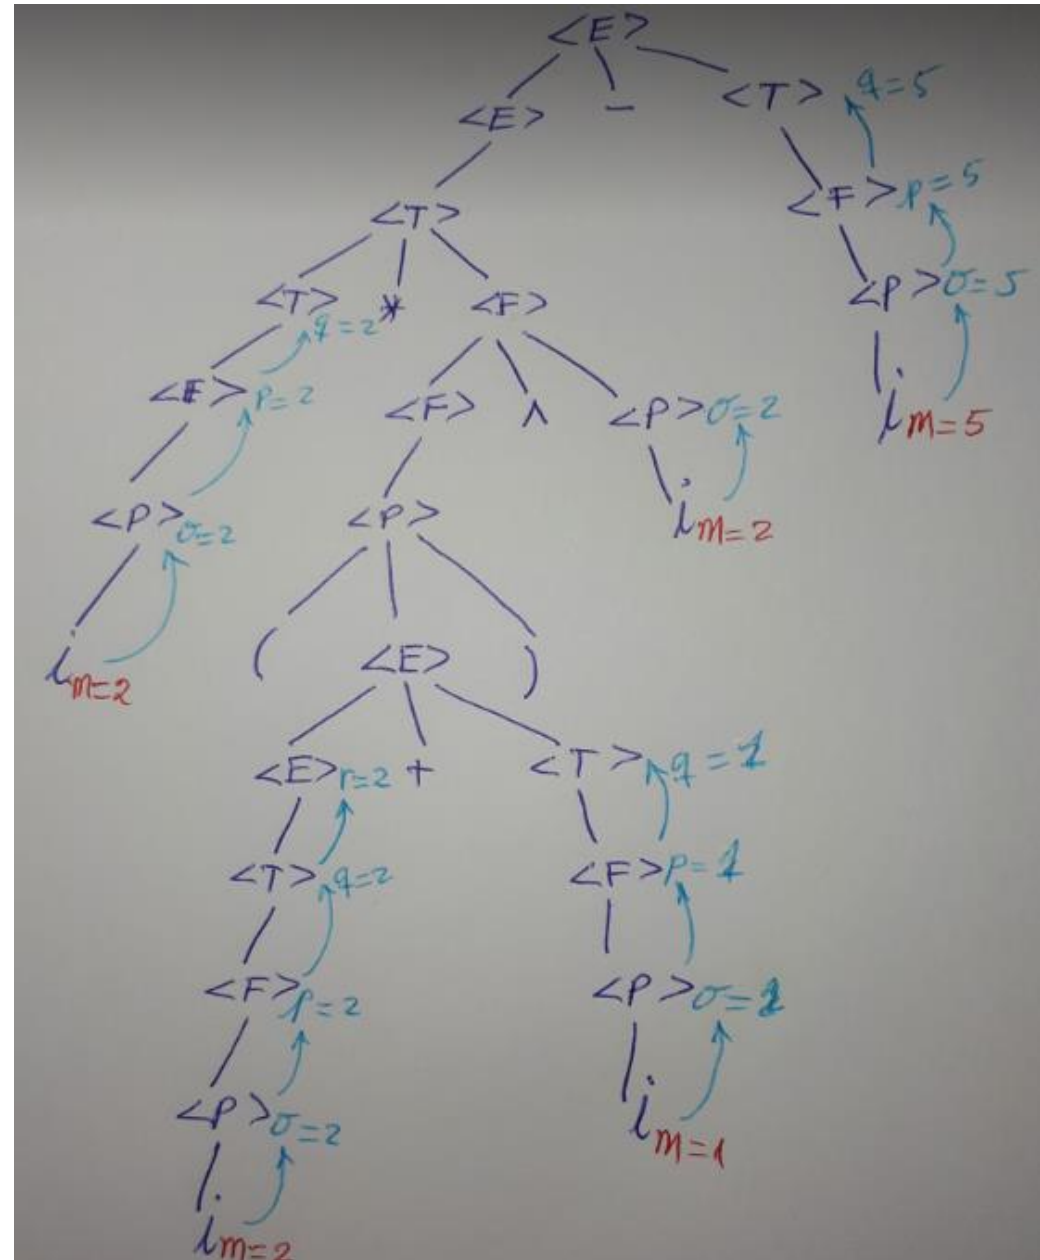 <E>
<E> - <T> q=5
<T> <F> p=5
<T> q=2 * <F> <P> σ=5
<F> p=2 <F> ∧ <P> σ=2 i m=5
<P> σ=2 <P> i m=2
i m=2 ( <E> )
<E> r=2 + <T> q=1
<T> q=2 <F> p=1
<F> p=2 <P> σ=1
<P> σ=2 i m=1
i m=2